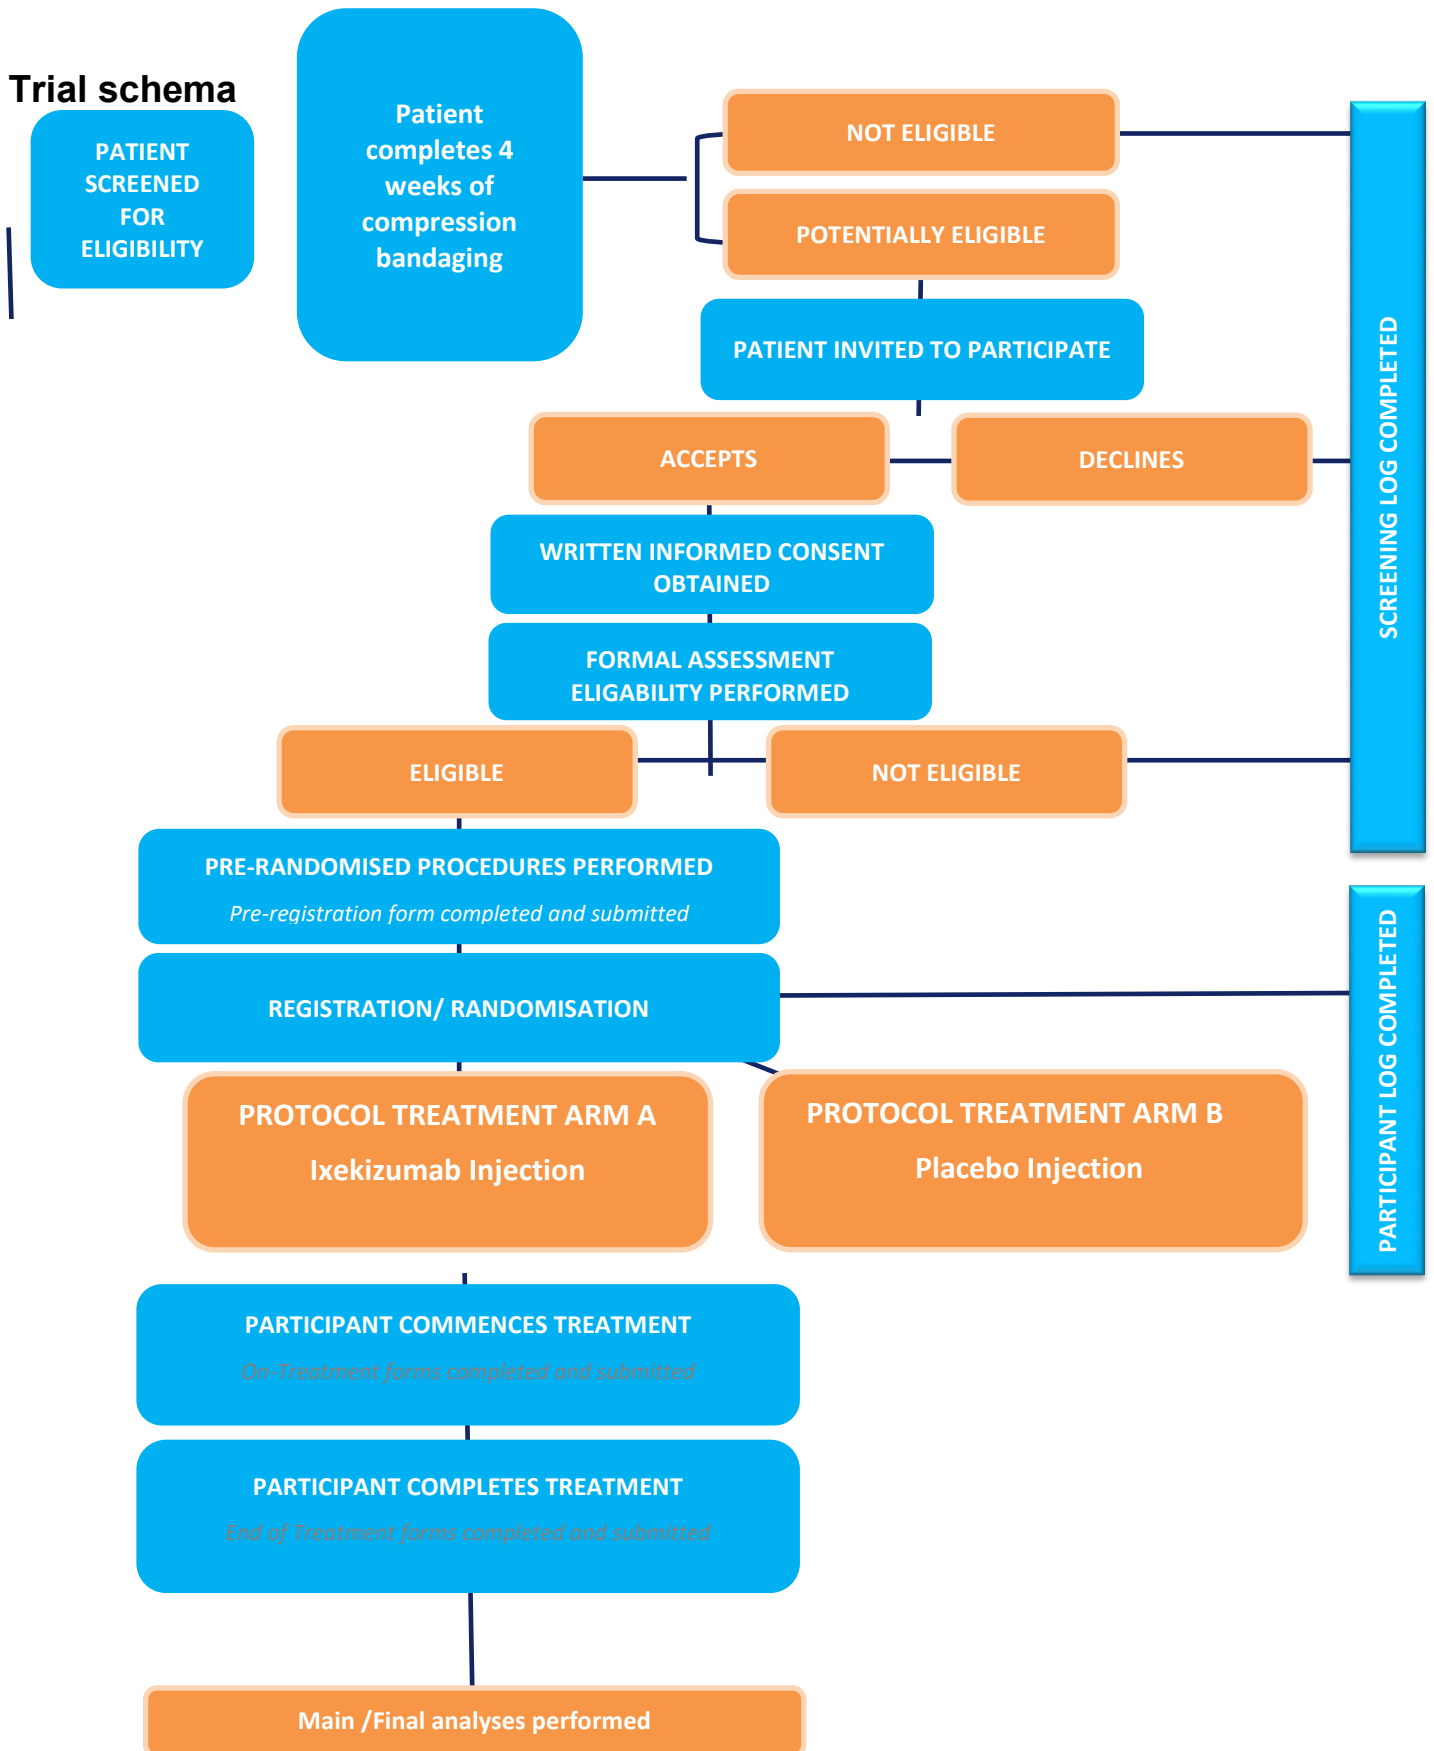 Trial schema
PATIENT
SCREENED
FOR
ELIGIBILITY
Patient
completes 4
weeks of
compression
bandaging
NOT ELIGIBLE
POTENTIALLY ELIGIBLE
PATIENT INVITED TO PARTICIPATE
ACCEPTS
DECLINES
WRITTEN INFORMED CONSENT
OBTAINED
FORMAL ASSESSMENT
ELIGABILITY PERFORMED
ELIGIBLE
NOT ELIGIBLE
SCREENING LOG COMPLETED
PRE-RANDOMISED PROCEDURES PERFORMED
Pre-registration form completed and submitted
REGISTRATION/ RANDOMISATION
PROTOCOL TREATMENT ARM A
Ixekizumab Injection
PROTOCOL TREATMENT ARM B
Placebo Injection
PARTICIPANT LOG COMPLETED
PARTICIPANT COMMENCES TREATMENT
On-Treatment forms completed and submitted
PARTICIPANT COMPLETES TREATMENT
End of Treatment forms completed and submitted
Main /Final analyses performed